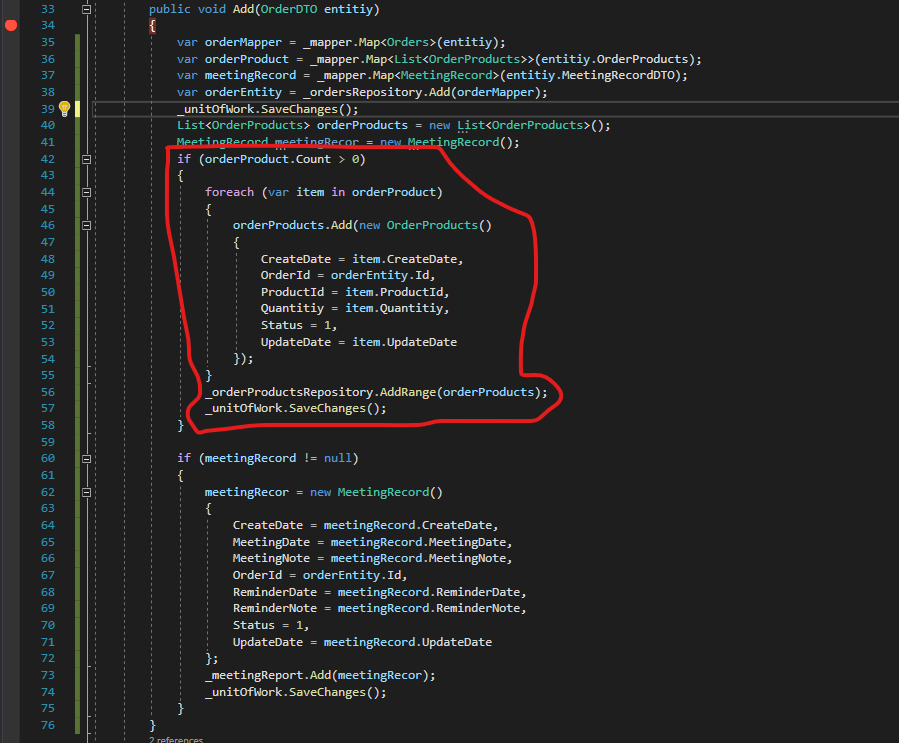 33 public void Add(OrderDTO entitiy)
34 {
35 var orderMapper = _mapper.Map<Orders>(entitiy);
36 var orderProduct = _mapper.Map<List<OrderProducts>>(entitiy.OrderProducts);
37 var meetingRecord = _mapper.Map<MeetingRecord>(entitiy.MeetingRecordDTO);
38 var orderEntity = _ordersRepository.Add(orderMapper);
39 _unitOfWork.SaveChanges();
40 List<OrderProducts> orderProducts = new List<OrderProducts>();
41 MeetingRecord meetingRecor = new MeetingRecord();
42 if (orderProduct.Count > 0)
43 {
44 foreach (var item in orderProduct)
45 {
46 orderProducts.Add(new OrderProducts()
47 {
48 CreateDate = item.CreateDate,
49 OrderId = orderEntity.Id,
50 ProductId = item.ProductId,
51 Quantitiy = item.Quantitiy,
52 Status = 1,
53 UpdateDate = item.UpdateDate
54 });
55 }
56 _orderProductsRepository.AddRange(orderProducts);
57 _unitOfWork.SaveChanges();
58 }
59
60 if (meetingRecord != null)
61 {
62 meetingRecor = new MeetingRecord()
63 {
64 CreateDate = meetingRecord.CreateDate,
65 MeetingDate = meetingRecord.MeetingDate,
66 MeetingNote = meetingRecord.MeetingNote,
67 OrderId = orderEntity.Id,
68 ReminderDate = meetingRecord.ReminderDate,
69 ReminderNote = meetingRecord.ReminderNote,
70 Status = 1,
71 UpdateDate = meetingRecord.UpdateDate
72 };
73 _meetingReport.Add(meetingRecor);
74 _unitOfWork.SaveChanges();
75 }
76 }
2 references